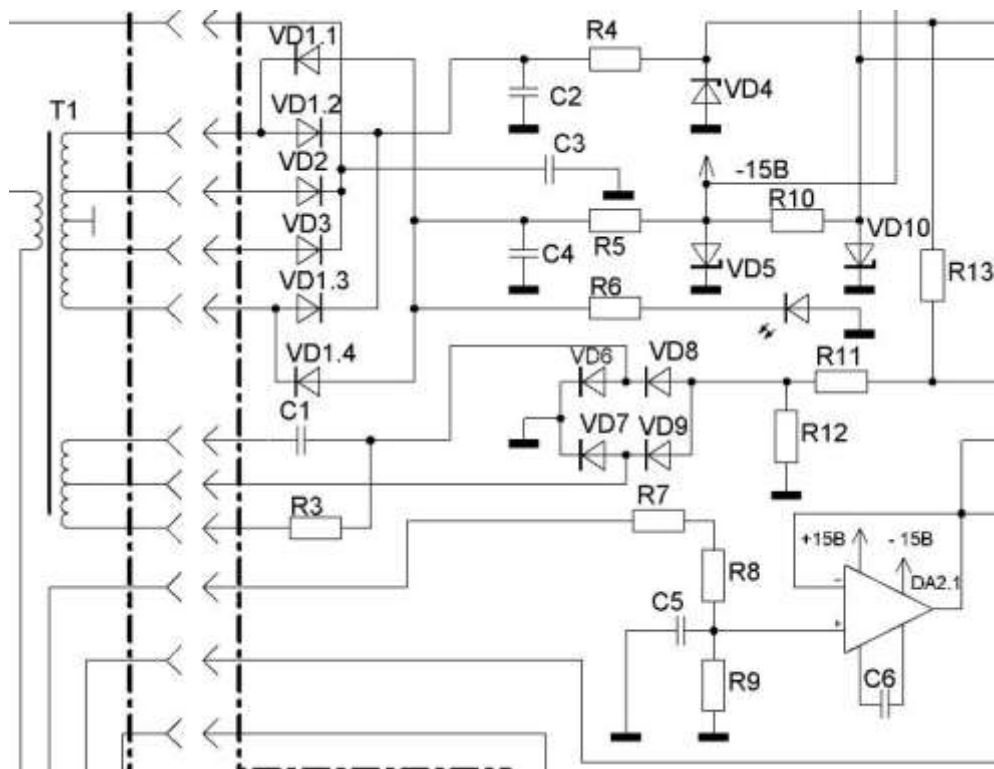 VD1.1
R4
T1
VD1.2
C2
VD4
VD2
C3
-15В
R10
VD3
C4
R5
VD5
VD10
R13
VD1.3
R6
VD1.4
VD6
VD8
R11
C1
VD7
VD9
R12
R3
R7
+15В
- 15В
R8
DA2.1
-
C5
+
R9
C6